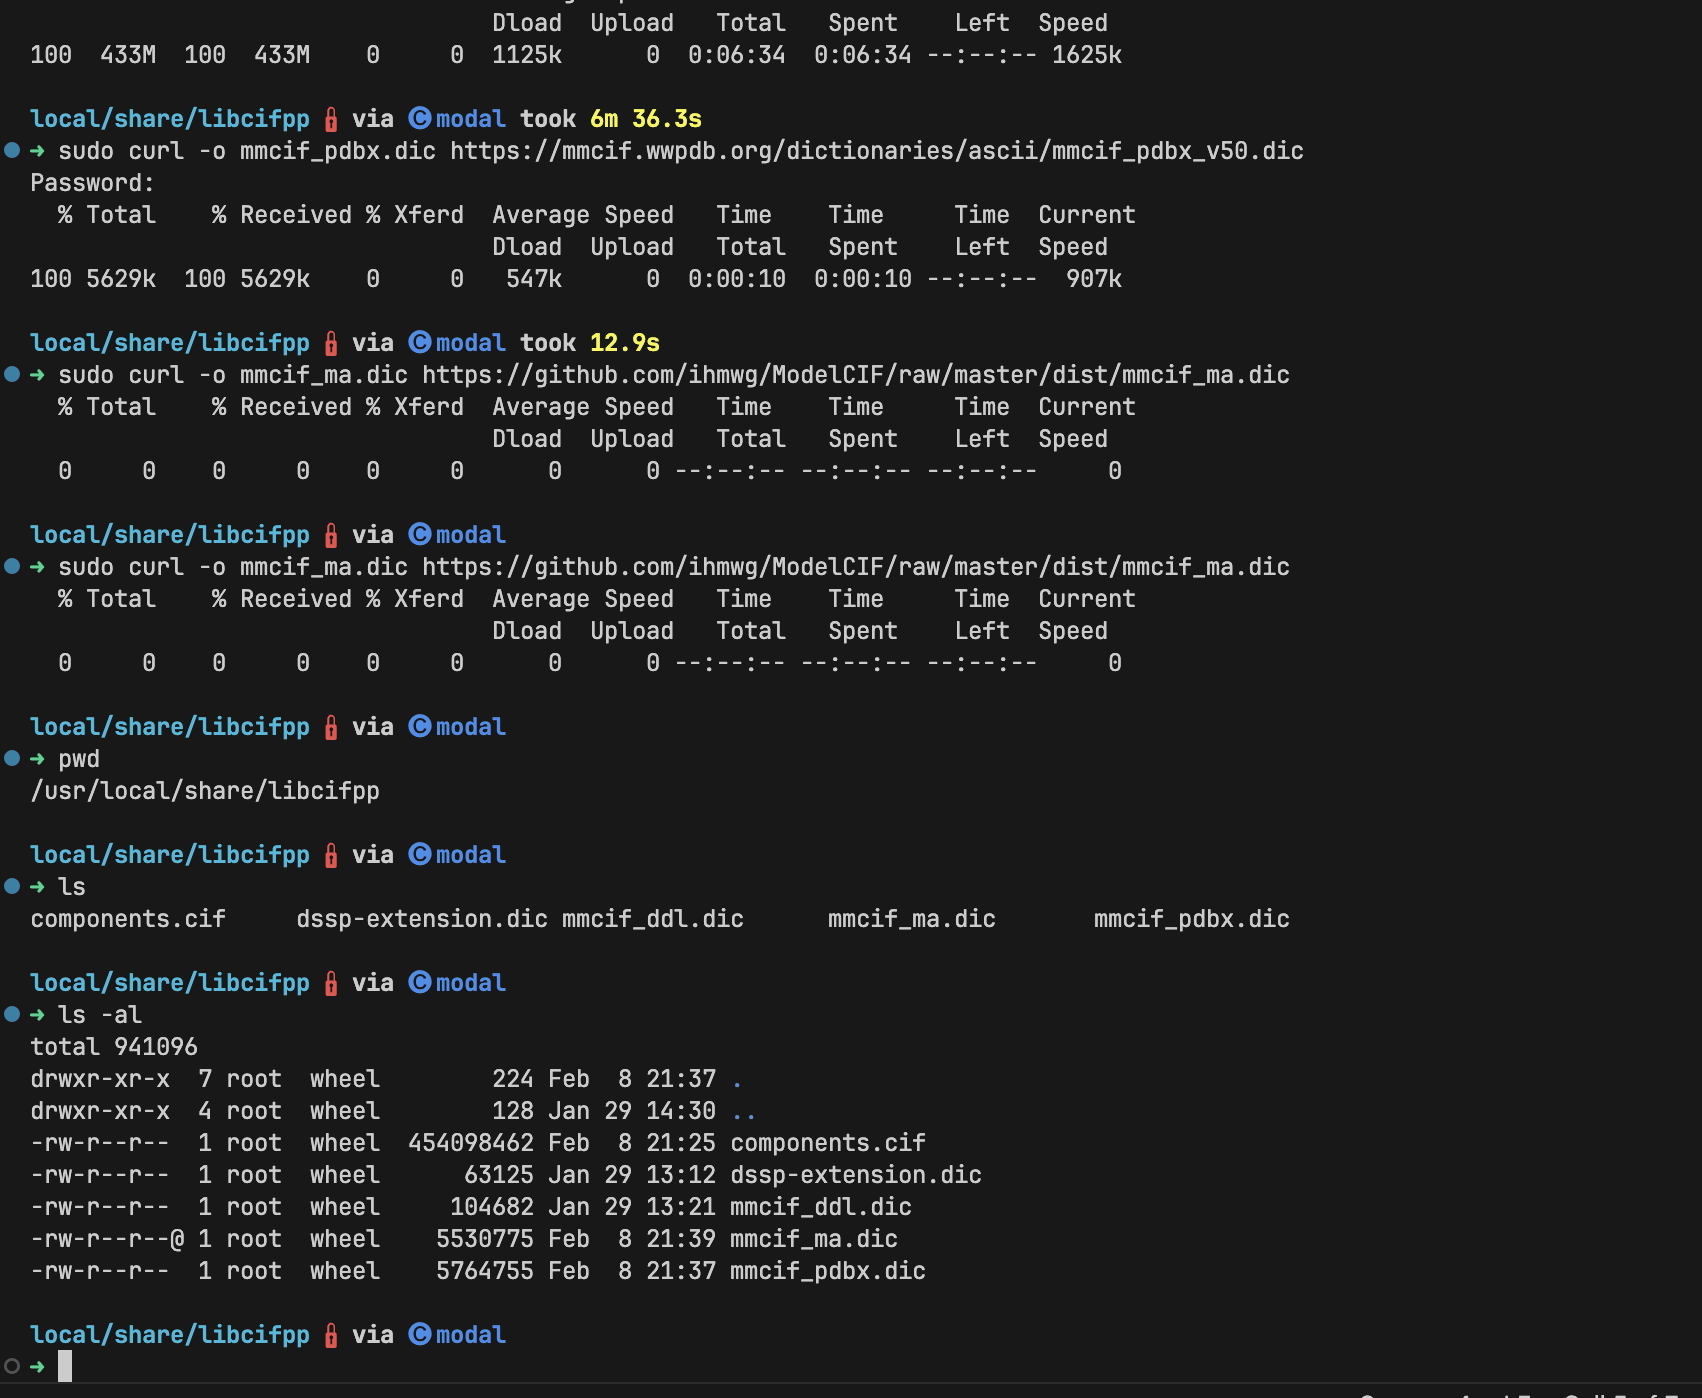 Dload  Upload   Total   Spent    Left  Speed
100  433M  100  433M    0     0  1125k      0  0:06:34  0:06:34 --:--:-- 1625k
local/share/libcifpp via C modal took 6m 36.3s
➜ sudo curl -o mmcif_pdbx.dic https://mmcif.wwpdb.org/dictionaries/ascii/mmcif_pdbx_v50.dic
Password:
% Total    % Received % Xferd  Average Speed   Time    Time     Time  Current
Dload  Upload   Total   Spent    Left  Speed
100 5629k  100 5629k    0     0   547k      0  0:00:10  0:00:10 --:--:--  907k
local/share/libcifpp via C modal took 12.9s
➜ sudo curl -o mmcif_ma.dic https://github.com/ihmwg/ModelCIF/raw/master/dist/mmcif_ma.dic
% Total    % Received % Xferd  Average Speed   Time    Time     Time  Current
Dload  Upload   Total   Spent    Left  Speed
0     0    0     0    0     0      0      0 --:--:-- --:--:-- --:--:--     0
local/share/libcifpp via C modal
➜ sudo curl -o mmcif_ma.dic https://github.com/ihmwg/ModelCIF/raw/master/dist/mmcif_ma.dic
% Total    % Received % Xferd  Average Speed   Time    Time     Time  Current
Dload  Upload   Total   Spent    Left  Speed
0     0    0     0    0     0      0      0 --:--:-- --:--:-- --:--:--     0
local/share/libcifpp via C modal
➜ pwd
/usr/local/share/libcifpp
local/share/libcifpp via C modal
➜ ls
components.cif     dssp-extension.dic mmcif_ddl.dic      mmcif_ma.dic       mmcif_pdbx.dic
local/share/libcifpp via C modal
➜ ls -al
total 941096
drwxr-xr-x  7 root  wheel        224 Feb  8 21:37 .
drwxr-xr-x  4 root  wheel        128 Jan 29 14:30 ..
-rw-r--r--  1 root  wheel  454098462 Feb  8 21:25 components.cif
-rw-r--r--  1 root  wheel      63125 Jan 29 13:12 dssp-extension.dic
-rw-r--r--  1 root  wheel     104682 Jan 29 13:21 mmcif_ddl.dic
-rw-r--r--@ 1 root  wheel    5530775 Feb  8 21:39 mmcif_ma.dic
-rw-r--r--  1 root  wheel    5764755 Feb  8 21:37 mmcif_pdbx.dic
local/share/libcifpp via C modal
➜